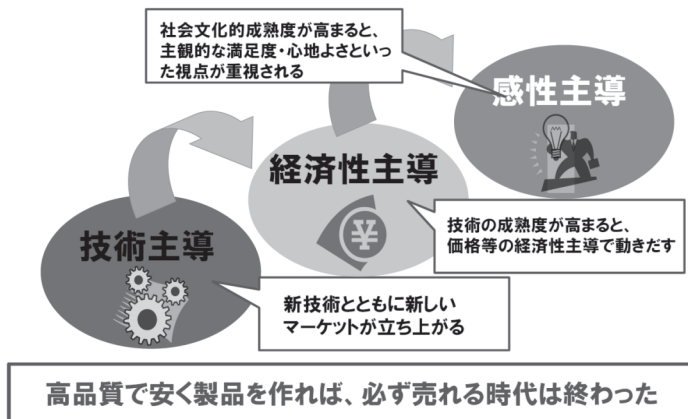 社会文化的成熟度が高まると、
主観的な満足度・心地よさといっ
た視点が重視される
感性主導
経済性主導
¥
技術の成熟度が高まると、
価格等の経済性主導で動きだす
技術主導
新技術とともに新しい
マーケットが立ち上がる
高品質で安く製品を作れば、必ず売れる時代は終わった